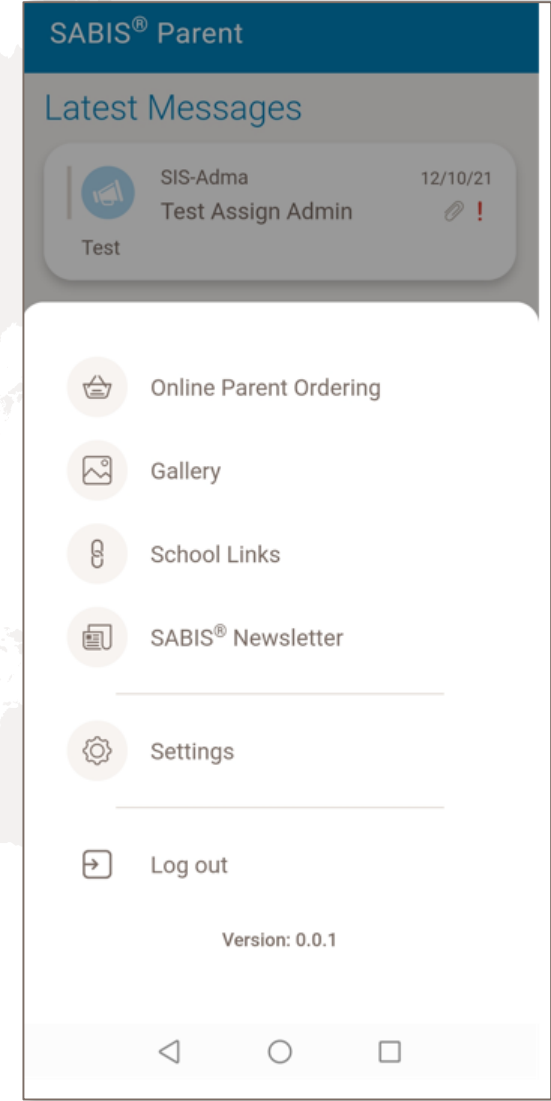 SABIS® Parent
Latest Messages
SIS-Adma 12/10/21
Test Assign Admin !
Test
Online Parent Ordering
Gallery
School Links
SABIS® Newsletter
Settings
Log out
Version: 0.0.1